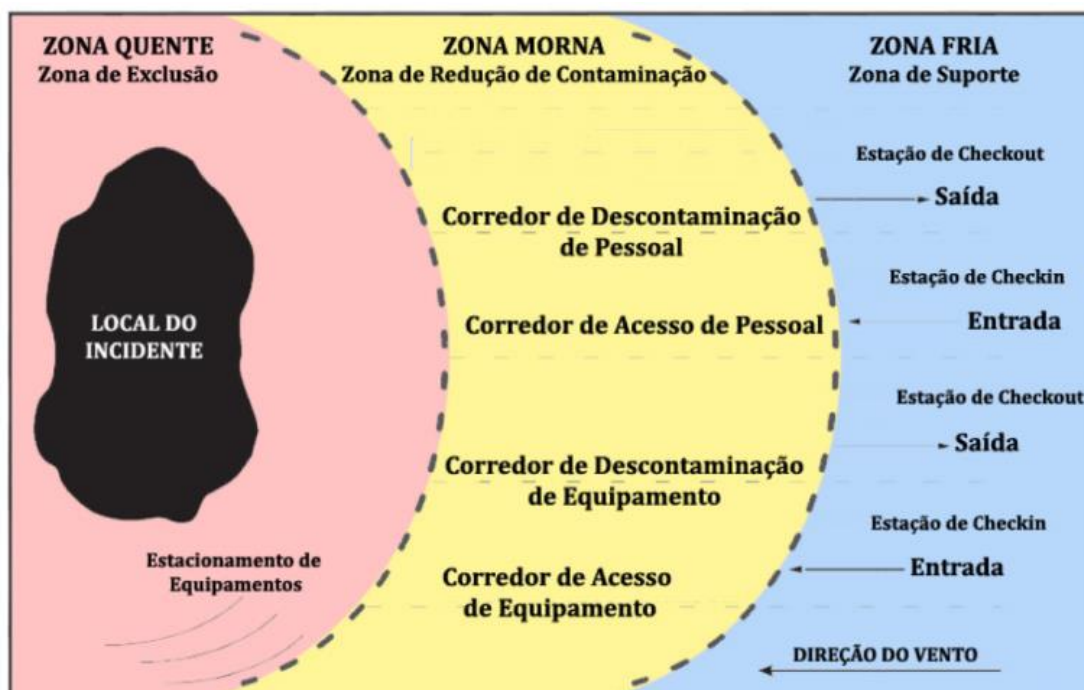 ZONA QUENTE
Zona de Exclusão
ZONA MORNA
Zona de Redução de Contaminação
ZONA FRIA
Zona de Suporte
Estação de Checkout
Saída
Corredor de Descontaminação
de Pessoal
Estação de Checkin
Entrada
Corredor de Acesso de Pessoal
LOCAL DO
INCIDENTE
Estação de Checkout
Saída
Corredor de Descontaminação
de Equipamento
Estação de Checkin
Entrada
Estacionamento de
Equipamentos
Corredor de Acesso
de Equipamento
DIREÇÃO DO VENTO